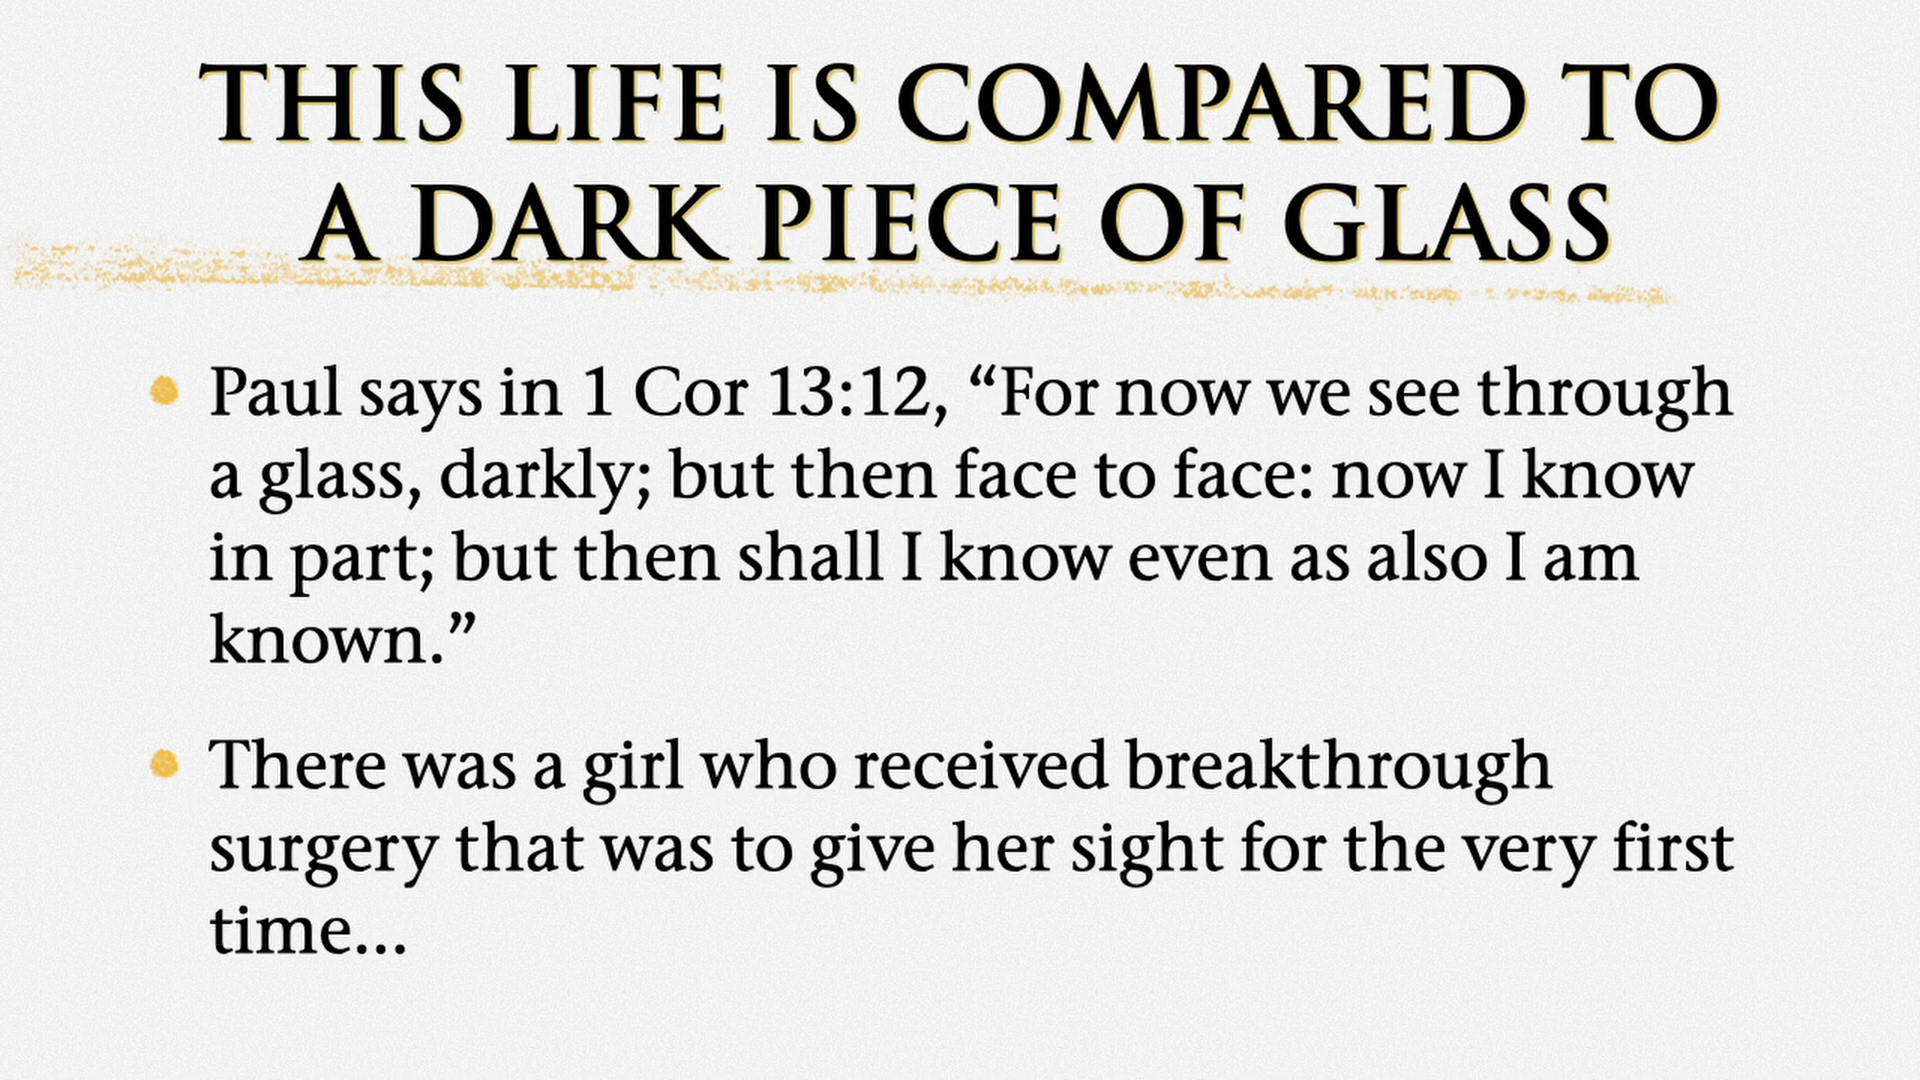 THIS LIFE IS COMPARED TO
A DARK PIECE OF GLASS
• Paul says in 1 Cor 13:12, “For now we see through
a glass, darkly; but then face to face: now I know
in part; but then shall I know even as also I am
known.”
• There was a girl who received breakthrough
surgery that was to give her sight for the very first
time...